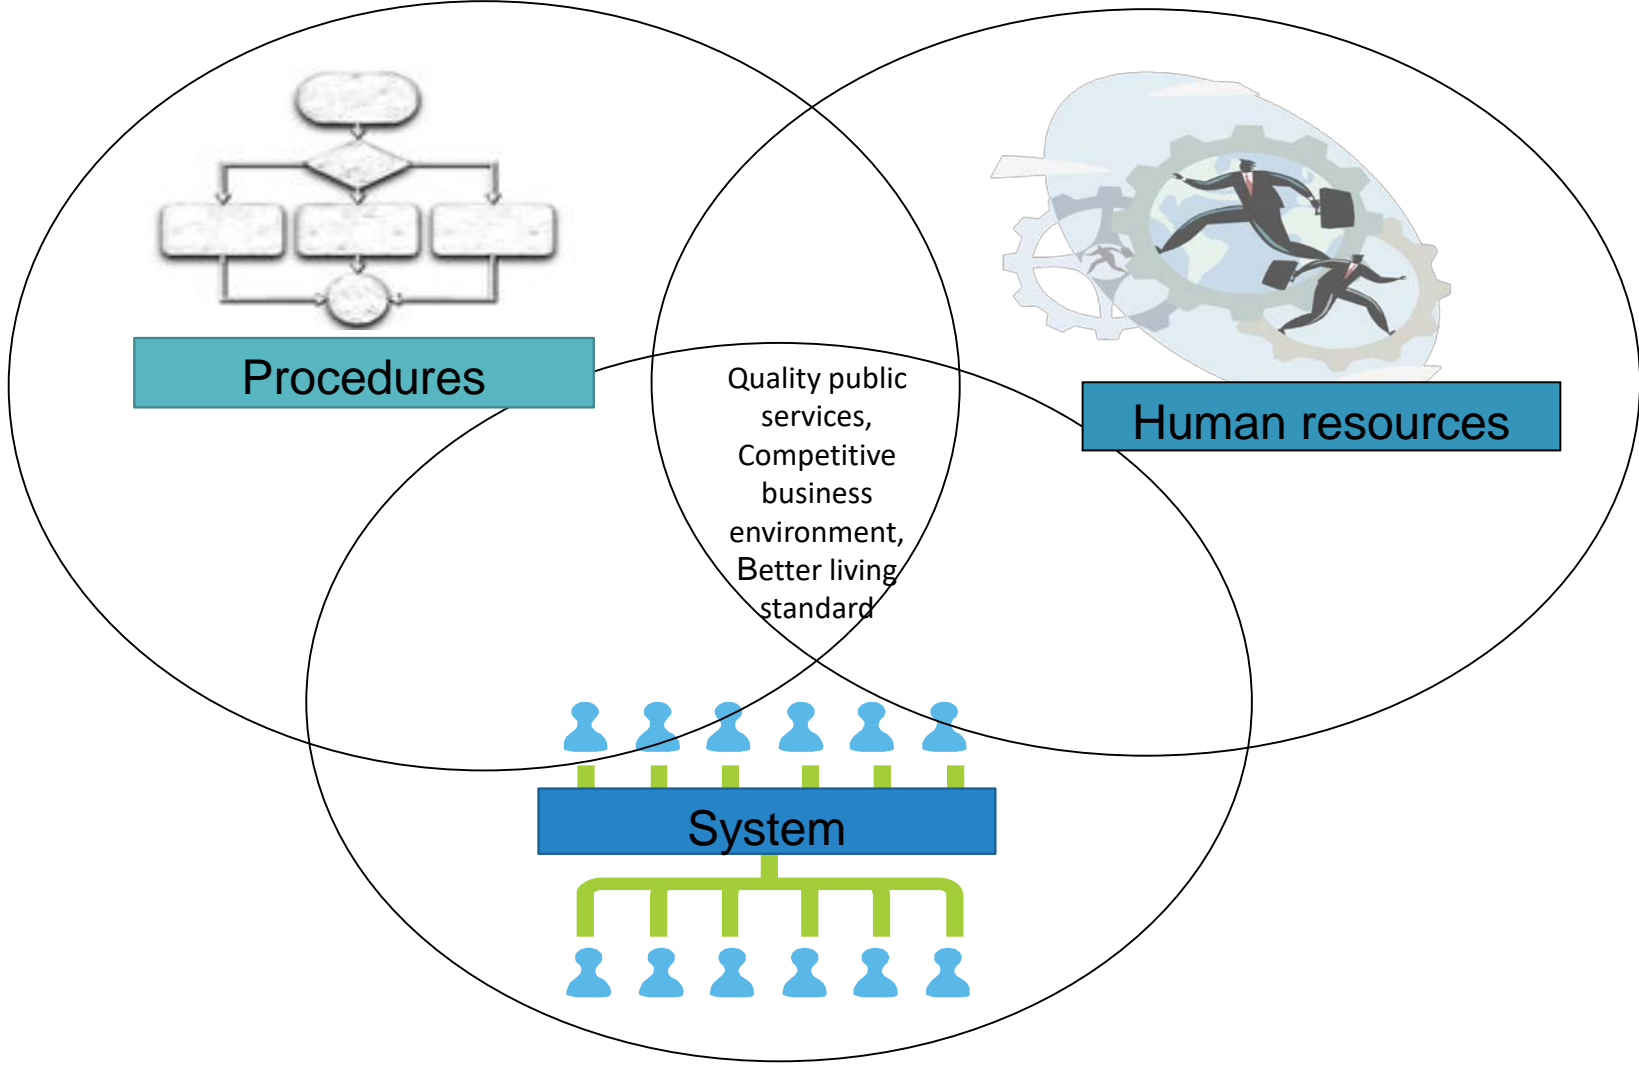 Procedures
Human resources
Quality public
services,
Competitive
business
environment,
Better living
standard
System